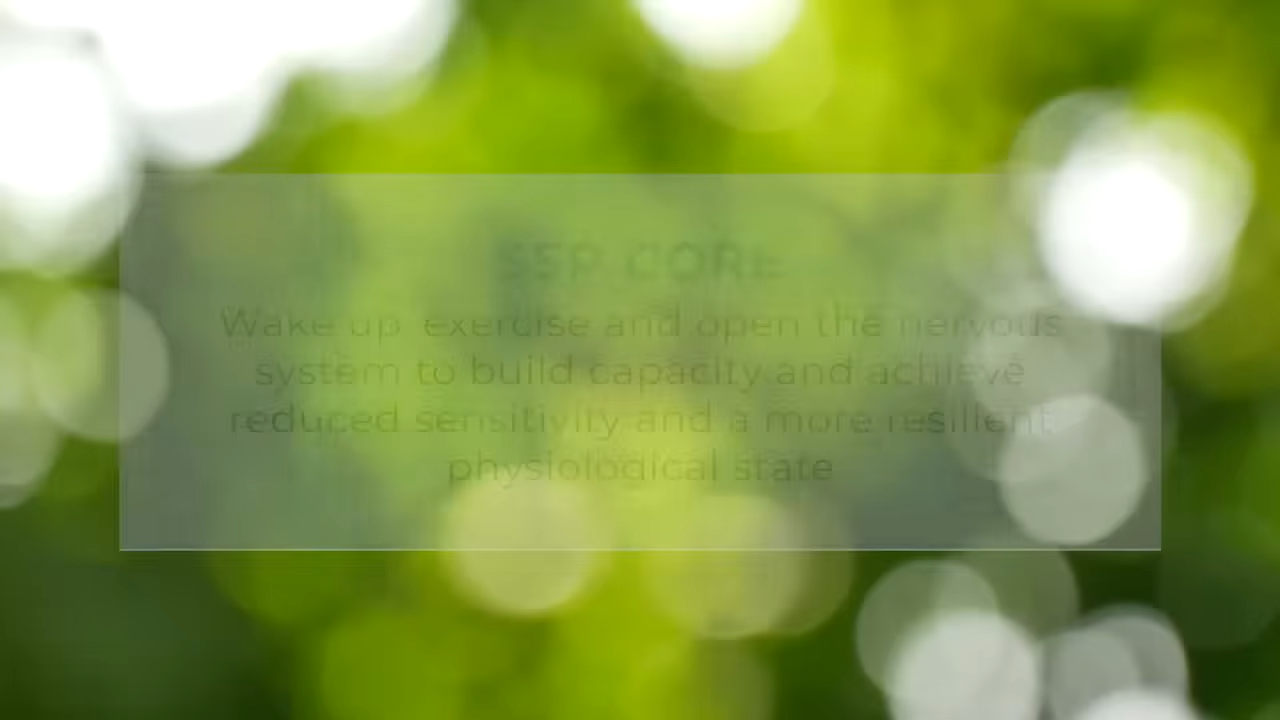 SSP CORE
Wake up, exercise and open the nervous
system to build capacity and achieve
reduced sensitivity and a more resilient
physiological state